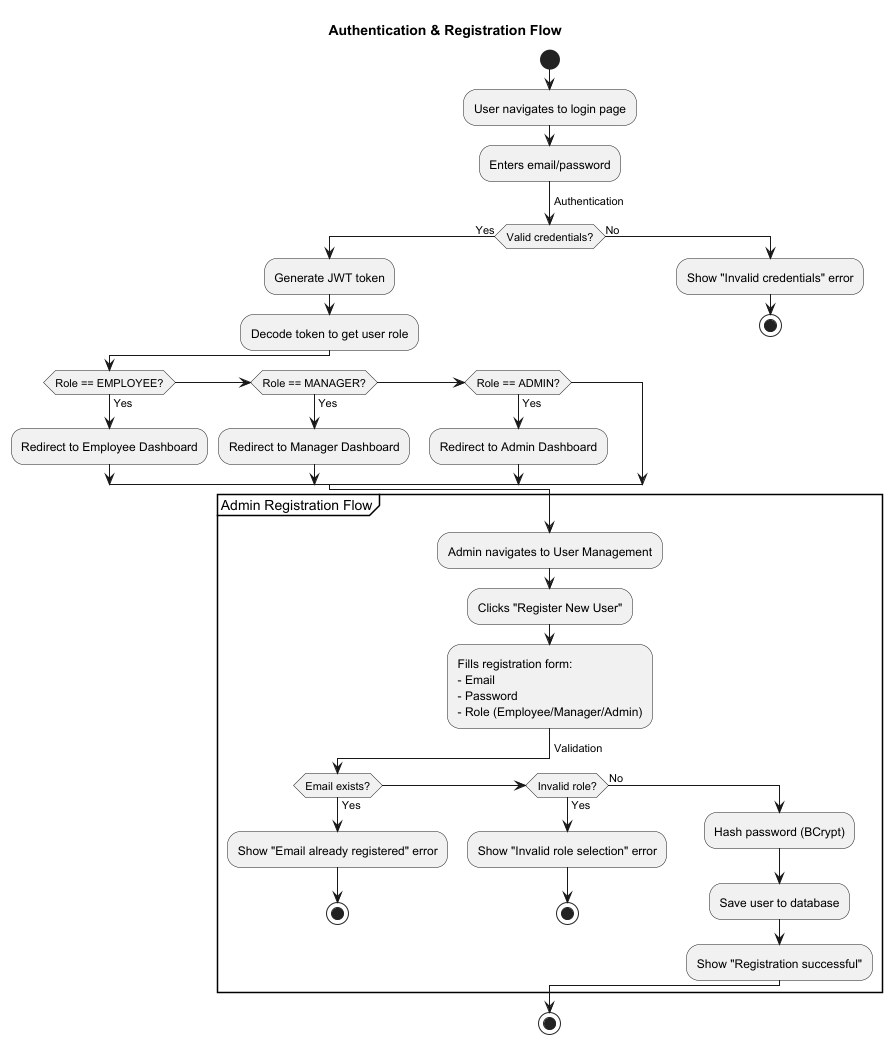 Authentication & Registration Flow
User navigates to login page
Enters email/password
Authentication
Yes
Valid credentials?
No
Generate JWT token
Show "Invalid credentials" error
Decode token to get user role
Role == EMPLOYEE?
Role == MANAGER?
Role == ADMIN?
Yes
Yes
Yes
Redirect to Employee Dashboard
Redirect to Manager Dashboard
Redirect to Admin Dashboard
Admin Registration Flow
Admin navigates to User Management
Clicks "Register New User"
Fills registration form:
- Email
- Password
- Role (Employee/Manager/Admin)
Validation
Email exists?
Invalid role?
No
Yes
Yes
Hash password (BCrypt)
Show "Email already registered" error
Show "Invalid role selection" error
Save user to database
Show "Registration successful"